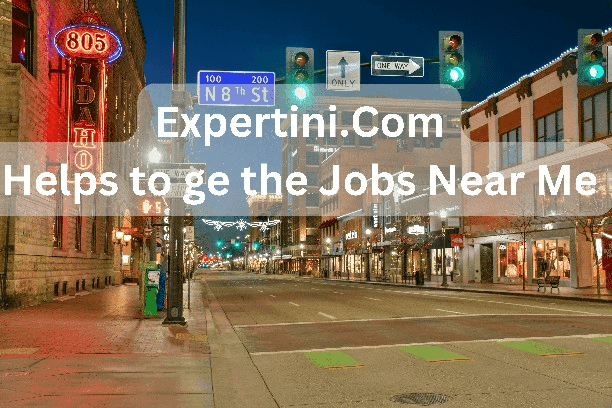 805
IDAHO
100 200
N 8Th St
ONLY
ONE WAY
Expertini.Com
Helps to ge the Jobs Near Me